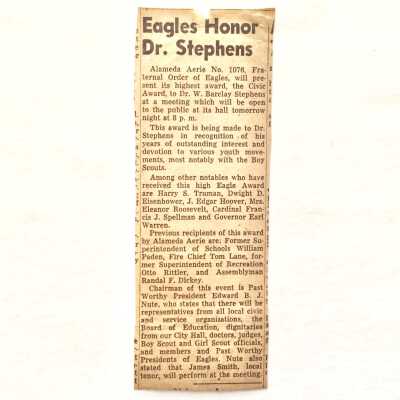 Eagles Honor
Dr. Stephens
Alameda Aerie No. 1076, Fra-
ternal Order of Eagles, will pre-
sent its highest award, the Civic
Award, to Dr. W. Barclay Stephens
at a meeting which will be open
to the public at its hall tomorrow
night at 8 p. m.
This award is being made to Dr.
Stephens in recognition of his
years of outstanding interest and
devotion to various youth move-
ments, most notably with the Boy
Scouts.
Among other notables who have
received this high Eagle Award
are Harry S. Truman, Dwight D.
Eisenhower, J. Edgar Hoover, Mrs.
Eleanor Roosevelt, Cardinal Fran-
cis J. Spellman and Governor Earl
Warren.
Previous recipients of this award
by Alameda Aerie are: Former Su-
perintendent of Schools William
Paden, Fire Chief Tom Lane, for-
mer Superintendent of Recreation
Otto Rittler, and Assemblyman
Randal F. Dickey.
Chairman of this event is Past
Worthy President Edward B. J.
Nute, who states that there will be
representatives from all local civic
and service organizations, the
Board of Education, dignitaries
from our City Hall, doctors, judges,
Boy Scout and Girl Scout officials,
and members and Past Worthy
Presidents of Eagles. Nute also
stated that James Smith, local
tenor, will perform at the meeting.